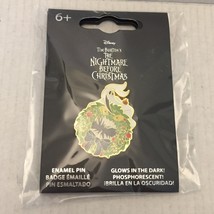 6+
Disney
Tim Burton's
THE
NIGHTMARE
BEFORE
CHRISTMAS
ENAMEL PIN
BADGE ÉMAILLÉ
PIN ESMALTADO
GLOWS IN THE DARK!
PHOSPHORESCENT!
¡BRILLA EN LA OSCURIDAD!